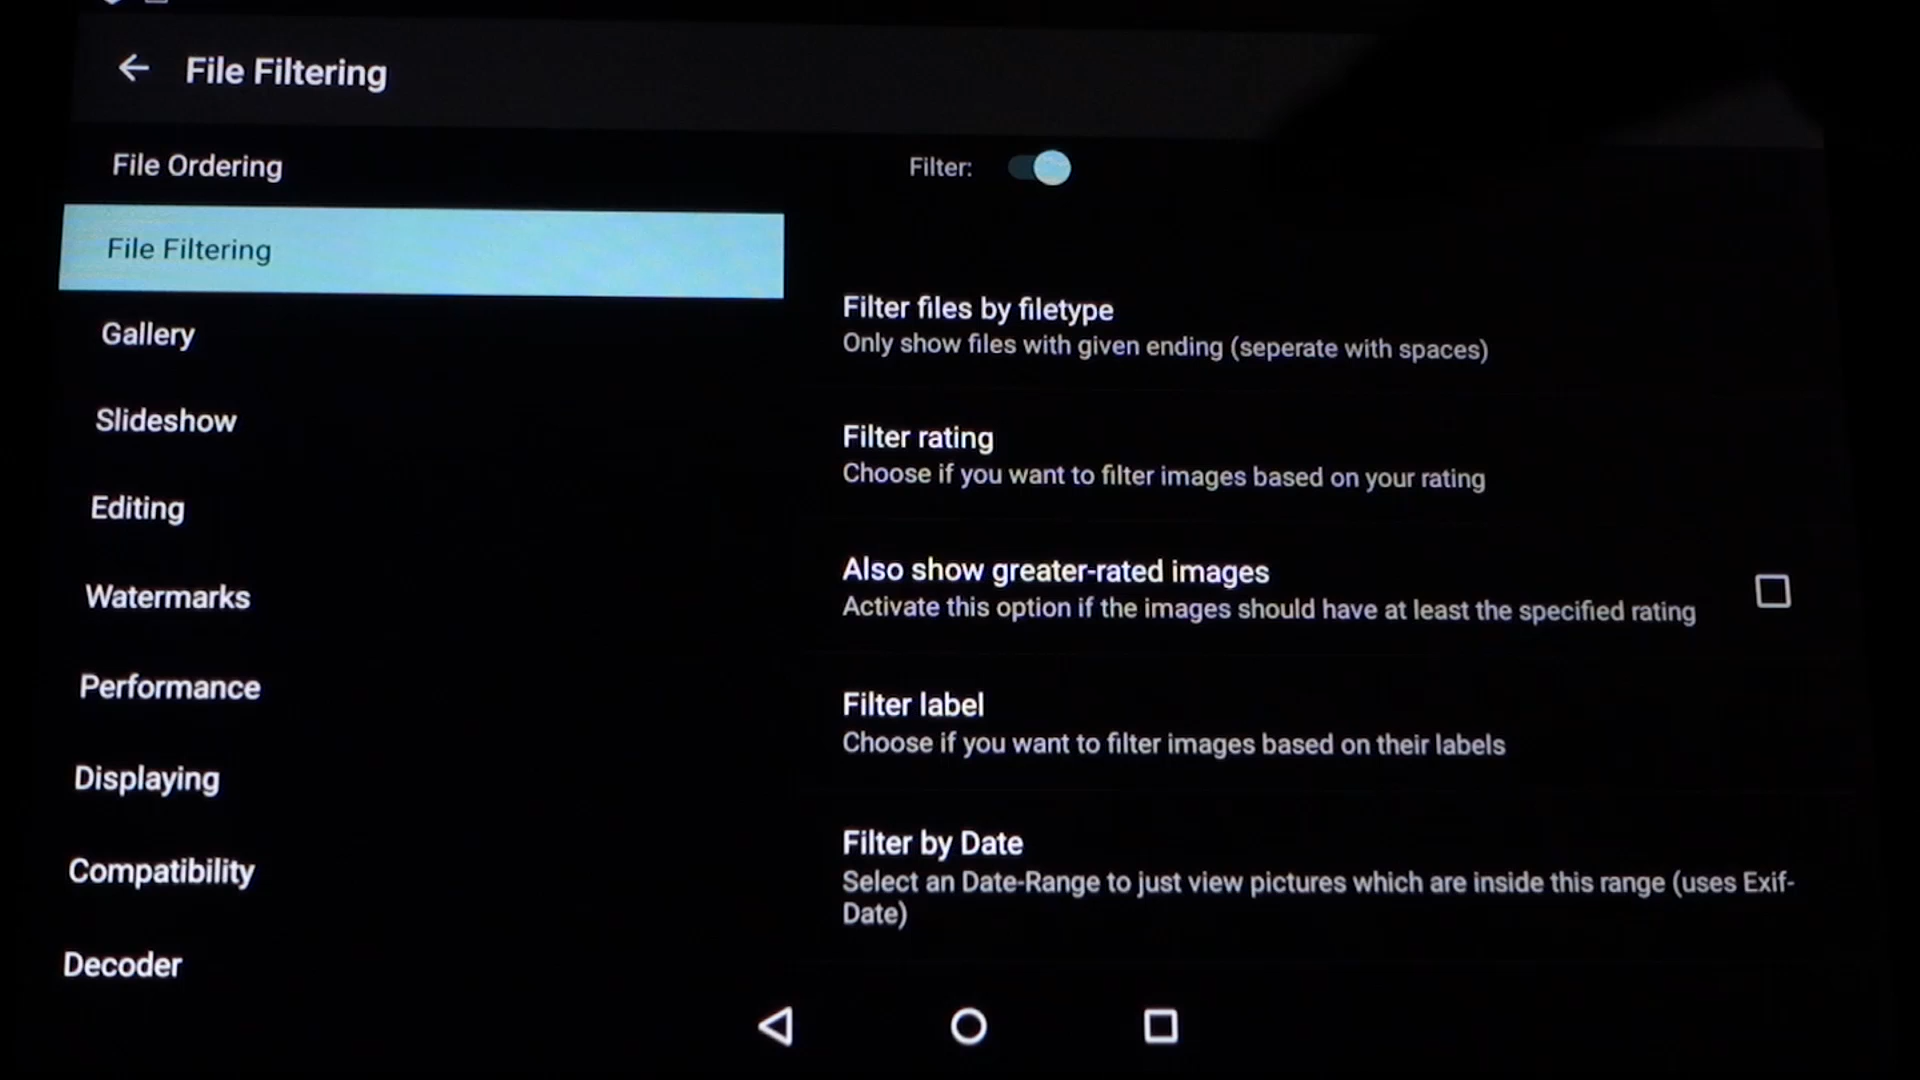 File Filtering
File Ordering
File Filtering
Gallery
Slideshow
Editing
Watermarks
Performance
Displaying
Compatibility
Decoder
Filter:
Filter files by filetype
Only show files with given ending (seperate with spaces)
Filter rating
Choose if you want to filter images based on your rating
Also show greater-rated images
Activate this option if the images should have at least the specified rating
Filter label
Choose if you want to filter images based on their labels
Filter by Date
Select an Date-Range to just view pictures which are inside this range (uses Exif-
Date)